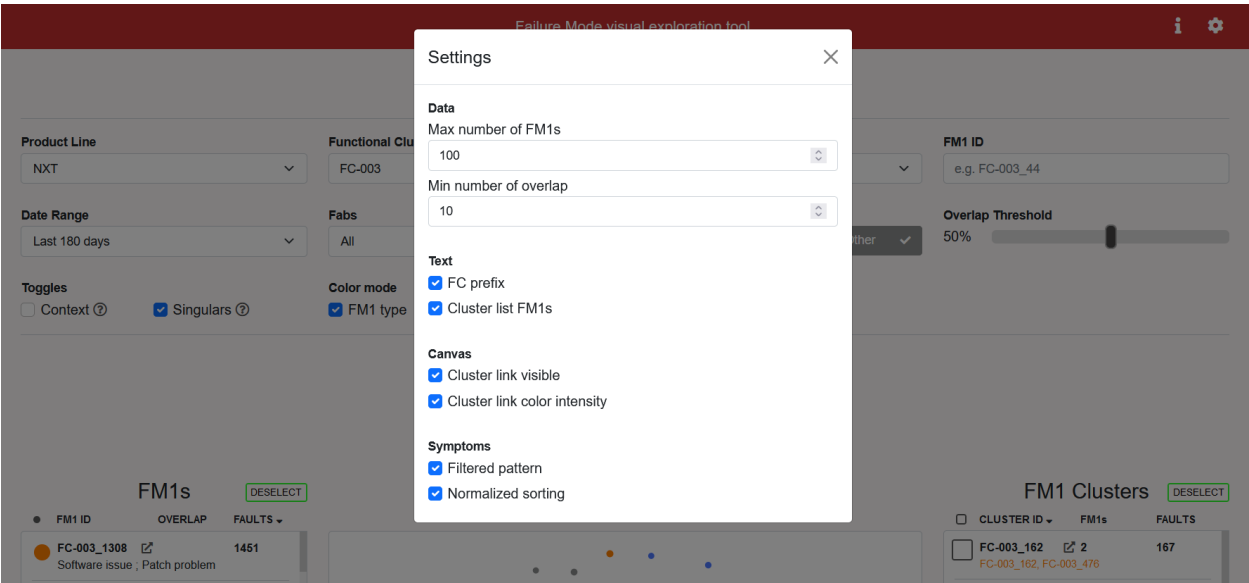 Failure Mode visual exploration tool
Settings
Data
Max number of FM1s
100
Min number of overlap
10
Text
FC prefix
Cluster list FM1s
Canvas
Cluster link visible
Cluster link color intensity
Symptoms
Filtered pattern
Normalized sorting
Product Line
NXT
Functional Clu
FC-003
FM1 ID
e.g. FC-003_44
Date Range
Last 180 days
Fabs
All
Other
Overlap Threshold
50%
Toggles
Context
Singulars
Color mode
FM1 type
FM1s
DESELECT
FM1 ID OVERLAP FAULTS
FC-003_1308 1451
Software issue ; Patch problem
FM1 Clusters
DESELECT
CLUSTER ID FM1s FAULTS
FC-003_162 2 167
FC-003_162, FC-003_476